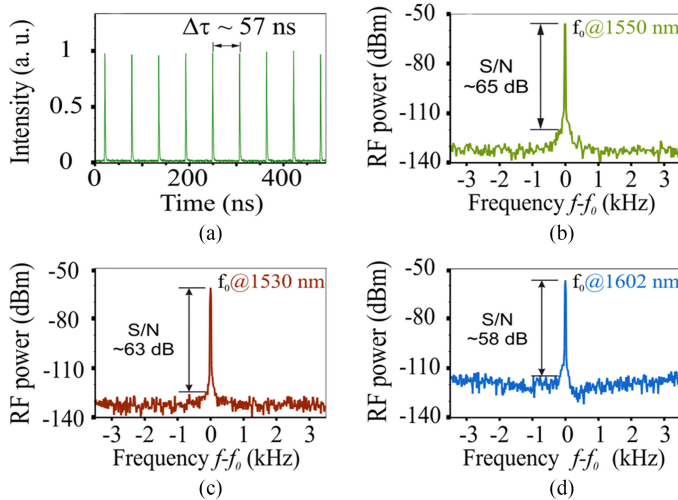 Δτ ~ 57 ns
Intensity (a. u.)
1
0.5
0
0 200 400
Time (ns)
(a)
f₀@1550 nm
S/N
~65 dB
RF power (dBm)
-50
-80
-110
-140
-3 -2 -1 0 1 2 3
Frequency f-f₀ (kHz)
(b)
f₀@1530 nm
S/N
~63 dB
RF power (dBm)
-50
-80
-110
-140
-3 -2 -1 0 1 2 3
Frequency f-f₀ (kHz)
(c)
f₀@1602 nm
S/N
~58 dB
RF power (dBm)
-50
-80
-110
-140
-3 -2 -1 0 1 2 3
Frequency f-f₀ (kHz)
(d)